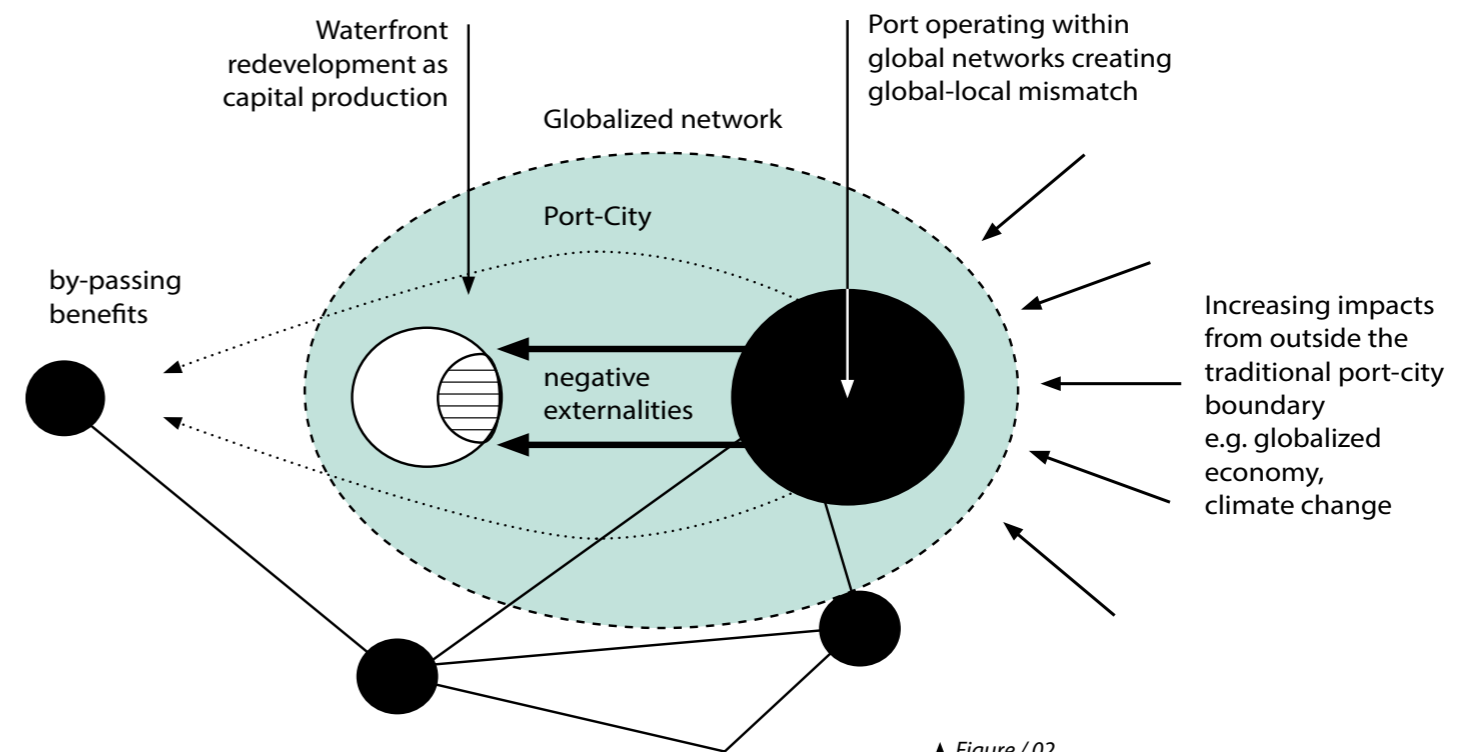 Waterfront
redevelopment as
capital production
Port operating within
global networks creating
global-local mismatch
Globalized network
Port-City
by-passing
benefits
negative
externalities
Increasing impacts
from outside the
traditional port-city
boundary
e.g. globalized
economy,
climate change
Figure / 02